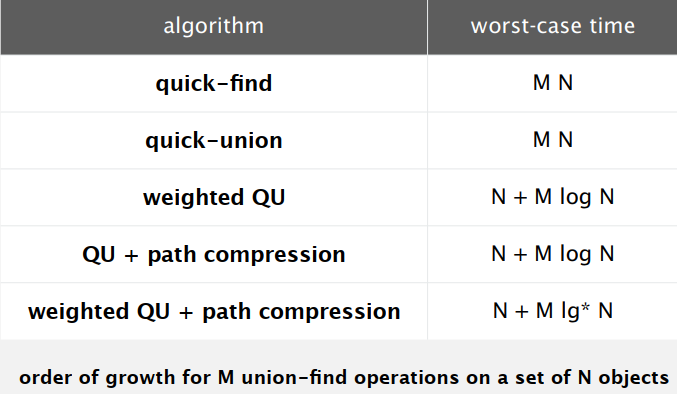 algorithm worst-case time
quick-find M N
quick-union M N
weighted QU N + M log N
QU + path compression N + M log N
weighted QU + path compression N + M lg* N
order of growth for M union-find operations on a set of N objects